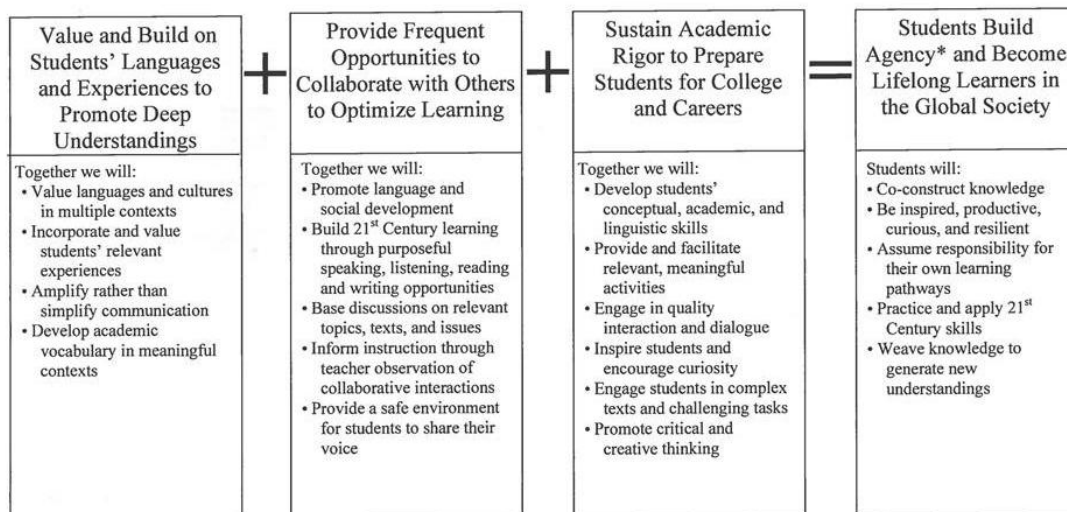 Value and Build on
Students' Languages
and Experiences to
Promote Deep
Understandings
+
Provide Frequent
Opportunities to
Collaborate with Others
to Optimize Learning
+
Sustain Academic
Rigor to Prepare
Students for College
and Careers
=
Students Build
Agency* and Become
Lifelong Learners in
the Global Society
Together we will:
• Value languages and cultures
in multiple contexts
• Incorporate and value
students' relevant
experiences
• Amplify rather than
simplify communication
• Develop academic
vocabulary in meaningful
contexts
Together we will:
• Promote language and
social development
• Build 21st Century learning
through purposeful
speaking, listening, reading
and writing opportunities
• Base discussions on relevant
topics, texts, and issues
• Inform instruction through
teacher observation of
collaborative interactions
• Provide a safe environment
for students to share their
voice
Together we will:
• Develop students'
conceptual, academic, and
linguistic skills
• Provide and facilitate
relevant, meaningful
activities
• Engage in quality
interaction and dialogue
• Inspire students and
encourage curiosity
• Engage students in complex
texts and challenging tasks
• Promote critical and
creative thinking
Students will:
• Co-construct knowledge
• Be inspired, productive,
curious, and resilient
• Assume responsibility for
their own learning
pathways
• Practice and apply 21st
Century skills
• Weave knowledge to
generate new
understandings